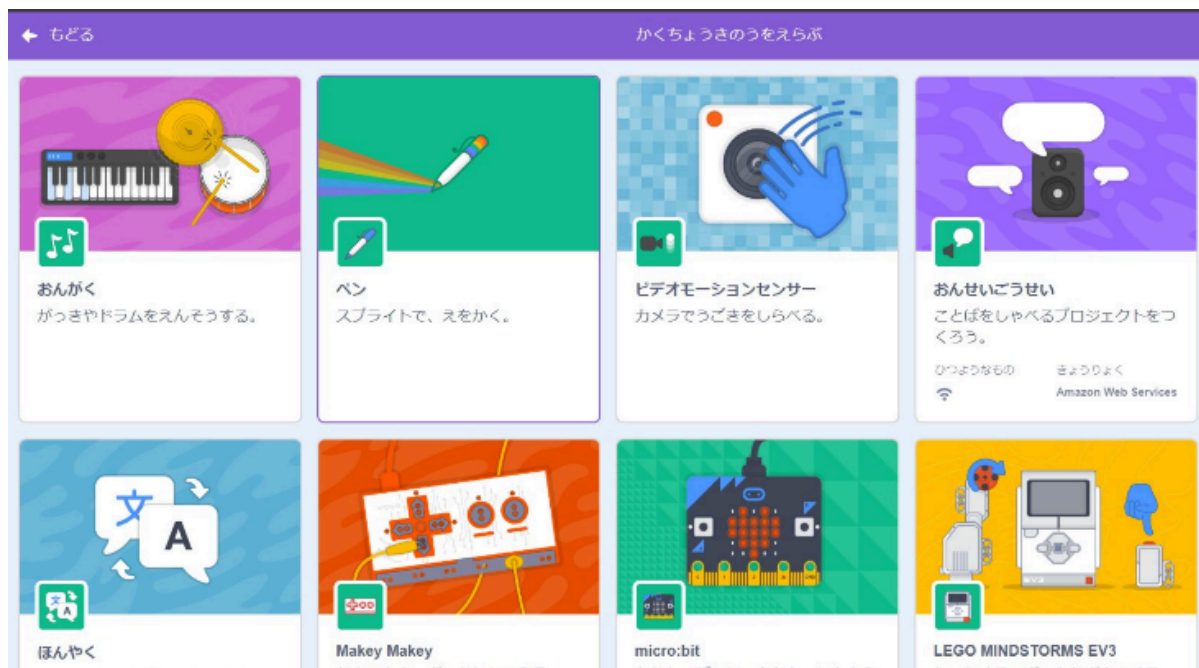 もどる
かくちょうきのうをえらぶ
おんがく
がっきやドラムをえんそうする。
ペン
スプライトで、えをかく。
ビデオモーションセンサー
カメラでうごきをしらべる。
おんせいごうせい
ことばをしゃべるプロジェクトをつ
くろう。
ひつようなもの
きょうりょく
Amazon Web Services
文
A
ほんやく
Makey Makey
micro:bit
EV3
LEGO MINDSTORMS EV3